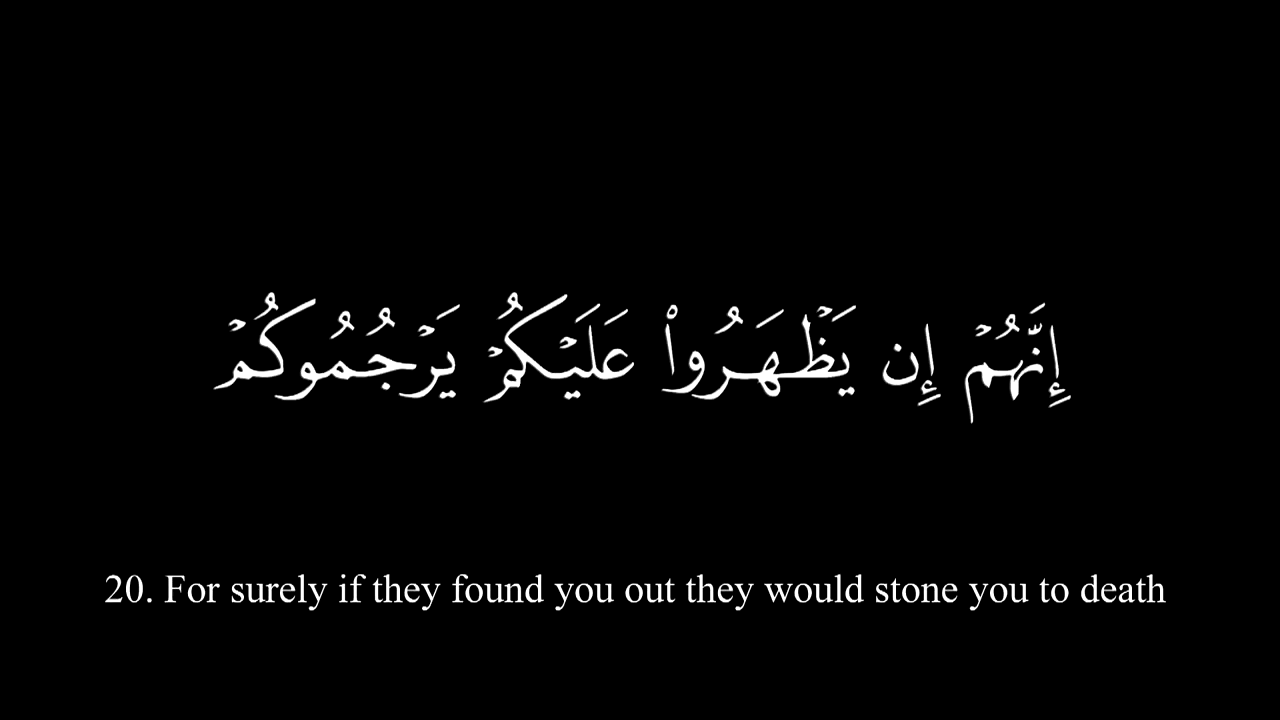 إِنَّهُمْ إِن يَظْهَرُوا۟ عَلَيْكُمْ يَرْجُمُوكُمْ
20. For surely if they found you out they would stone you to death